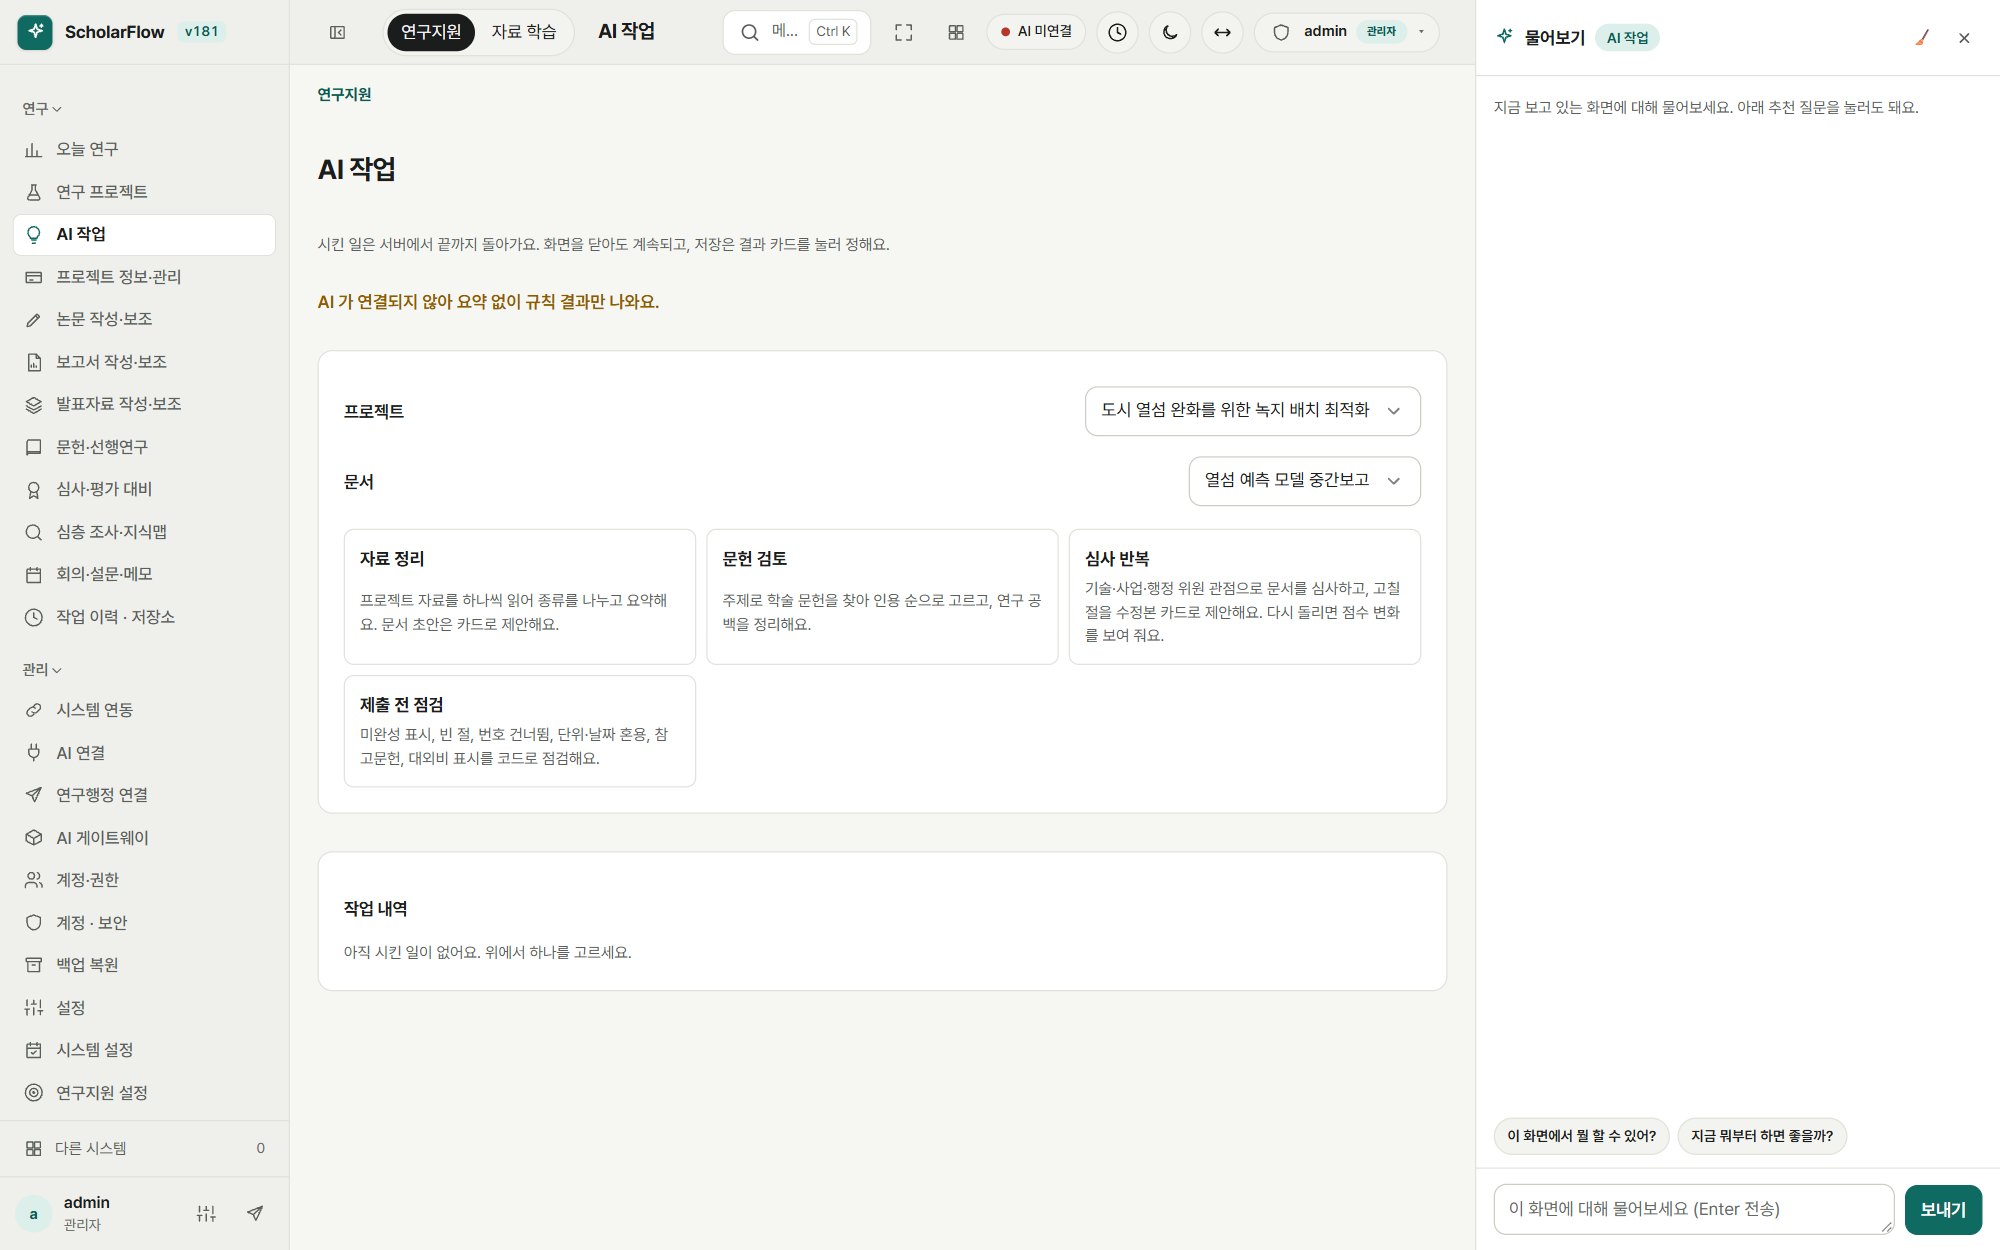 ScholarFlow v181
연구
오늘 연구
연구 프로젝트
AI 작업
프로젝트 정보·관리
논문 작성·보조
보고서 작성·보조
발표자료 작성·보조
문헌·선행연구
심사·평가 대비
심층 조사·지식맵
회의·설문·메모
작업 이력 · 저장소
관리
시스템 연동
AI 연결
연구행정 연결
AI 게이트웨이
계정·권한
계정 · 보안
백업 복원
설정
시스템 설정
연구지원 설정
다른 시스템 0
a
admin
관리자
연구지원 자료 학습 AI 작업 메... Ctrl K AI 미연결 admin 관리자
연구지원
AI 작업
시킨 일은 서버에서 끝까지 돌아가요. 화면을 닫아도 계속되고, 저장은 결과 카드를 눌러 정해요.
AI 가 연결되지 않아 요약 없이 규칙 결과만 나와요.
프로젝트 도시 열섬 완화를 위한 녹지 배치 최적화
문서 열섬 예측 모델 중간보고
자료 정리
프로젝트 자료를 하나씩 읽어 종류를 나누고 요약해
요. 문서 초안은 카드로 제안해요.
문헌 검토
주제로 학술 문헌을 찾아 인용 순으로 고르고, 연구 공
백을 정리해요.
심사 반복
기술·사업·행정 위원 관점으로 문서를 심사하고, 고칠
절을 수정본 카드로 제안해요. 다시 돌리면 점수 변화
를 보여 줘요.
제출 전 점검
미완성 표시, 빈 절, 번호 건너뜀, 단위·날짜 혼용, 참
고문헌, 대외비 표시를 코드로 점검해요.
작업 내역
아직 시킨 일이 없어요. 위에서 하나를 고르세요.
물어보기 AI 작업
지금 보고 있는 화면에 대해 물어보세요. 아래 추천 질문을 눌러도 돼요.
이 화면에서 뭘 할 수 있어? 지금 뭐부터 하면 좋을까?
이 화면에 대해 물어보세요 (Enter 전송) 보내기